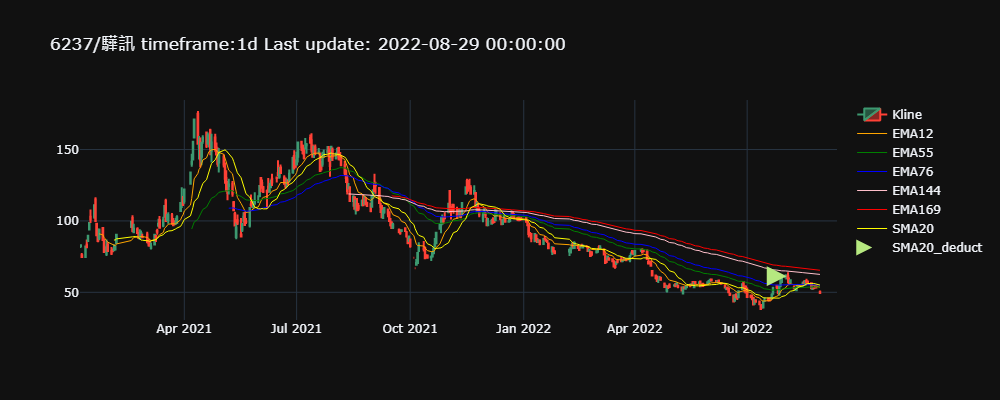 6237/驊訊 timeframe:1d Last update: 2022-08-29 00:00:00
150
100
50
Apr 2021
Jul 2021
Oct 2021
Jan 2022
Apr 2022
Jul 2022
Kline
EMA12
EMA55
EMA76
EMA144
EMA169
SMA20
SMA20_deduct